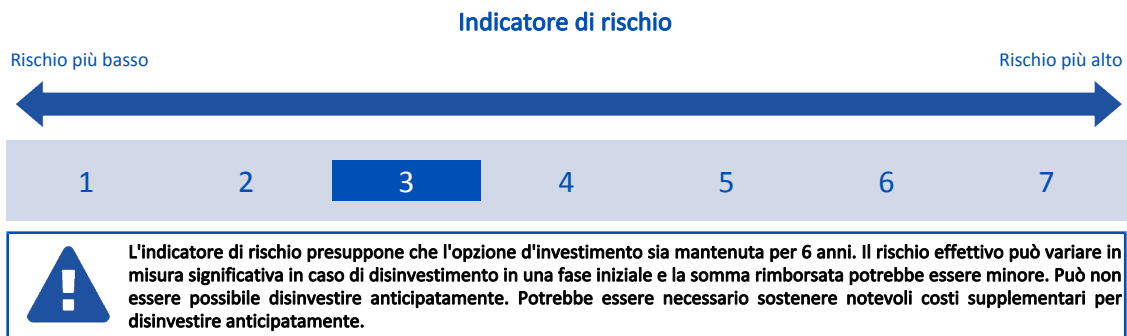 Indicatore di rischio
Rischio più basso
Rischio più alto
1 2 3 4 5 6 7
L'indicatore di rischio presuppone che l'opzione d'investimento sia mantenuta per 6 anni. Il rischio effettivo può variare in
misura significativa in caso di disinvestimento in una fase iniziale e la somma rimborsata potrebbe essere minore. Può non
essere possibile disinvestire anticipatamente. Potrebbe essere necessario sostenere notevoli costi supplementari per
disinvestire anticipatamente.